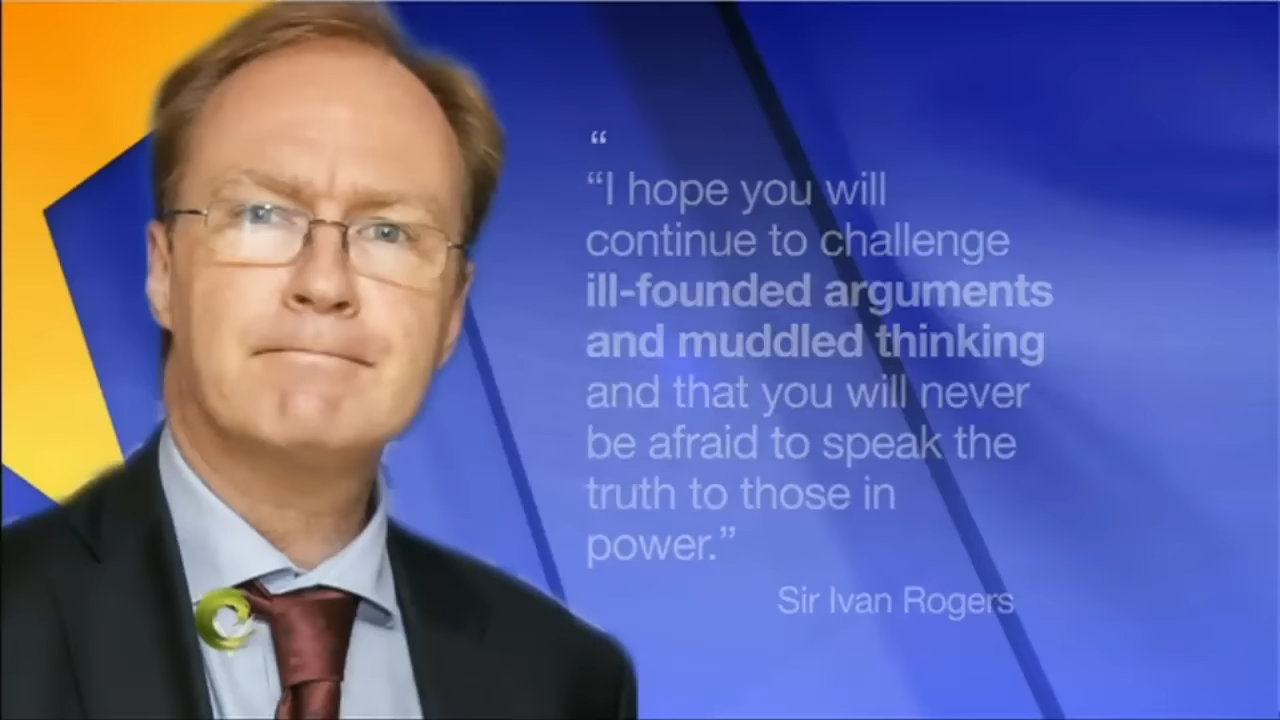 “
“I hope you will
continue to challenge
ill-founded arguments
and muddled thinking
and that you will never
be afraid to speak the
truth to those in
power.”
Sir Ivan Rogers